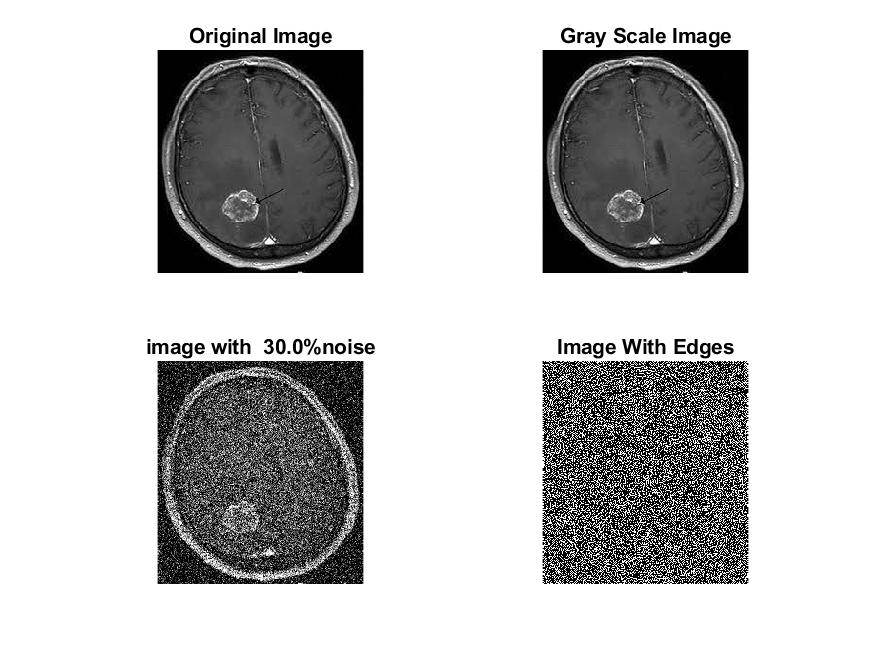 Original Image
Gray Scale Image
image with  30.0%noise
Image With Edges